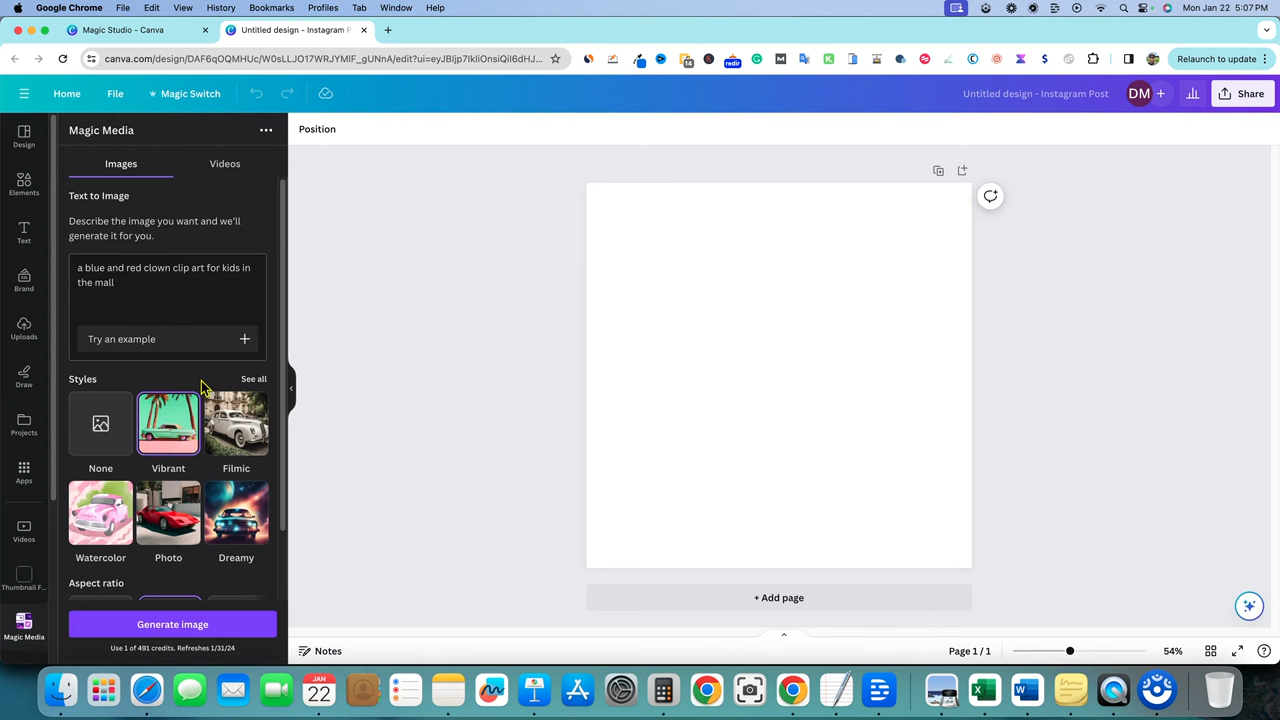 Google Chrome File Edit View History Bookmarks Profiles Tab Window Help
Mon Jan 22 5:07 PM
Magic Studio - Canva
Untitled design - Instagram P
canva.com/design/DAF6qOQMHUc/W0sLLJO17WRJYMlF_gUNnA/edit?ui=eyJBIjp7IkIiOnsiQiI6dHJ...
14
redir
Relaunch to update
Home File Magic Switch
Untitled design - Instagram Post
DM
Share
Design
Elements
Text
Brand
Uploads
Draw
Projects
Apps
Videos
Thumbnail F...
Magic Media
Magic Media
Images Videos
Text to Image
Describe the image you want and we'll
generate it for you.
a blue and red clown clip art for kids in
the mall
Try an example
Styles See all
None Vibrant Filmic
Watercolor Photo Dreamy
Aspect ratio
Generate image
Use 1 of 491 credits. Refreshes 1/31/24
Position
+ Add page
Notes
Page 1 / 1
54%
JAN
22